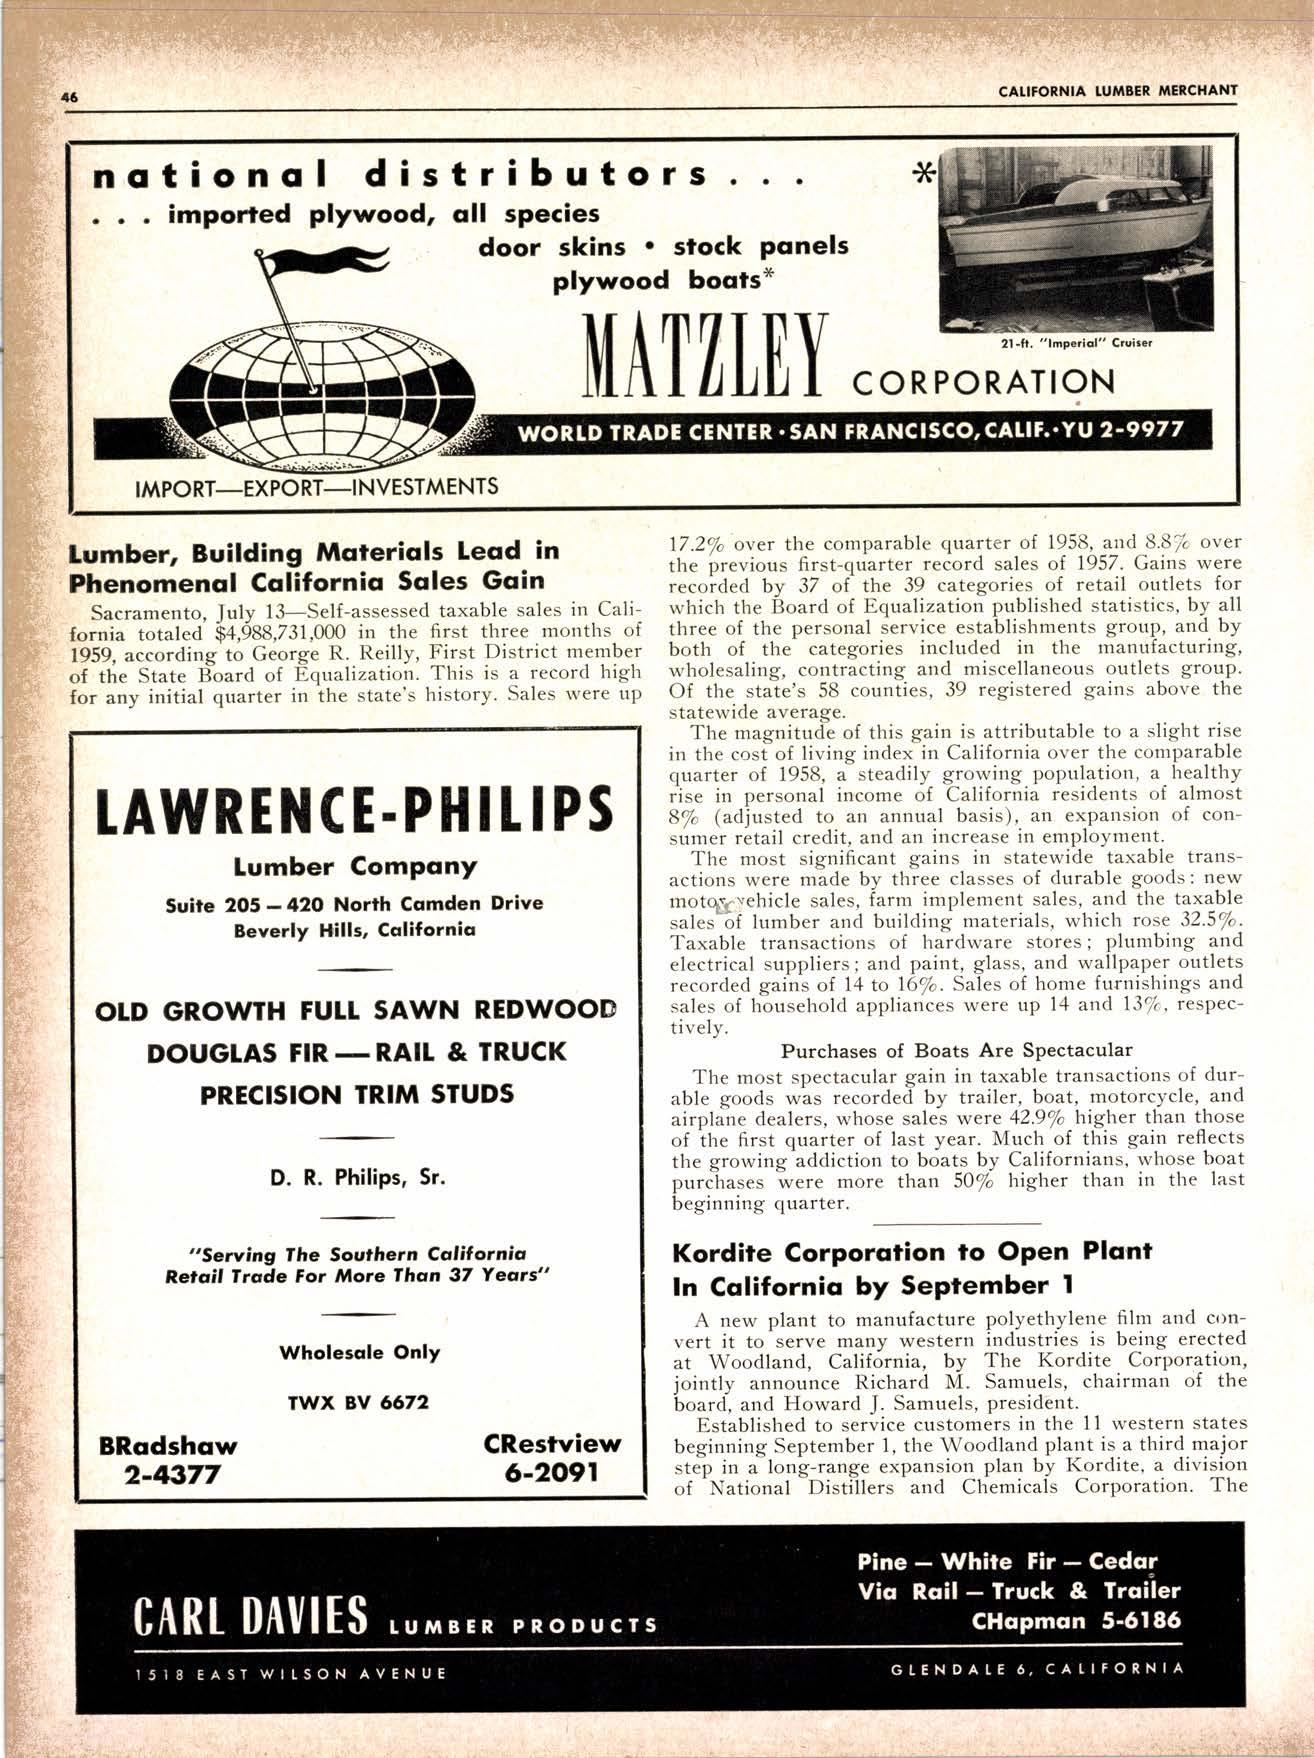 46
CALIFORNIA LUMBER MERCHANT
national distributors . . .
. . . imported plywood, all species
door skins • stock panels
plywood boats*
*
21-ft. "Imperial" Cruiser
MATZLEY CORPORATION
WORLD TRADE CENTER • SAN FRANCISCO, CALIF. • YU 2-9977
IMPORT—EXPORT—INVESTMENTS
Lumber, Building Materials Lead in
Phenomenal California Sales Gain
Sacramento, July 13—Self-assessed taxable sales in Cali-
fornia totaled $4,988,731,000 in the first three months of
1959, according to George R. Reilly, First District member
of the State Board of Equalization. This is a record high
for any initial quarter in the state's history. Sales were up
LAWRENCE-PHILIPS
Lumber Company
Suite 205 — 420 North Camden Drive
Beverly Hills, California
OLD GROWTH FULL SAWN REDWOOD
DOUGLAS FIR — RAIL & TRUCK
PRECISION TRIM STUDS
D. R. Philips, Sr.
"Serving The Southern California
Retail Trade For More Than 37 Years"
Wholesale Only
TWX BV 6672
BRadshaw
2-4377
CRestview
6-2091
17.2% over the comparable quarter of 1958, and 8.8% over
the previous first-quarter record sales of 1957. Gains were
recorded by 37 of the 39 categories of retail outlets for
which the Board of Equalization published statistics, by all
three of the personal service establishments group, and by
both of the categories included in the manufacturing,
wholesaling, contracting and miscellaneous outlets group.
Of the state's 58 counties, 39 registered gains above the
statewide average.
The magnitude of this gain is attributable to a slight rise
in the cost of living index in California over the comparable
quarter of 1958, a steadily growing population, a healthy
rise in personal income of California residents of almost
8% (adjusted to an annual basis), an expansion of con-
sumer retail credit, and an increase in employment.
The most significant gains in statewide taxable trans-
actions were made by three classes of durable goods: new
motor vehicle sales, farm implement sales, and the taxable
sales of lumber and building materials, which rose 32.5%.
Taxable transactions of hardware stores; plumbing and
electrical suppliers; and paint, glass, and wallpaper outlets
recorded gains of 14 to 16%. Sales of home furnishings and
sales of household appliances were up 14 and 13%, respec-
tively.
Purchases of Boats Are Spectacular
The most spectacular gain in taxable transactions of dur-
able goods was recorded by trailer, boat, motorcycle, and
airplane dealers, whose sales were 42.9% higher than those
of the first quarter of last year. Much of this gain reflects
the growing addiction to boats by Californians, whose boat
purchases were more than 50% higher than in the last
beginning quarter.
Kordite Corporation to Open Plant
In California by September 1
A new plant to manufacture polyethylene film and con-
vert it to serve many western industries is being erected
at Woodland, California, by The Kordite Corporation,
jointly announce Richard M. Samuels, chairman of the
board, and Howard J. Samuels, president.
Established to service customers in the 11 western states
beginning September 1, the Woodland plant is a third major
step in a long-range expansion plan by Kordite, a division
of National Distillers and Chemicals Corporation. The
CARL DAVIES LUMBER PRODUCTS
Pine — White Fir — Cedar
Via Rail — Truck & Trailer
CHapman 5-6186
1518 EAST WILSON AVENUE
GLENDALE 6, CALIFORNIA